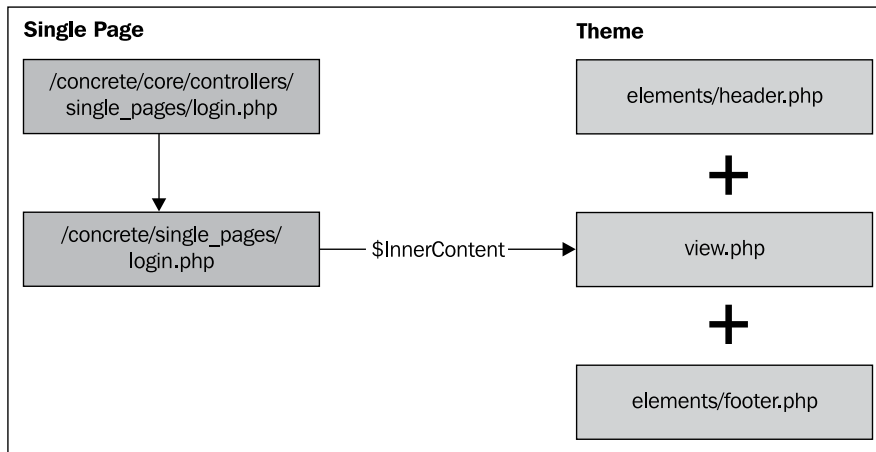 Single Page
/concrete/core/controllers/
single_pages/login.php
/concrete/single_pages/
login.php
$InnerContent
Theme
elements/header.php
+
view.php
+
elements/footer.php